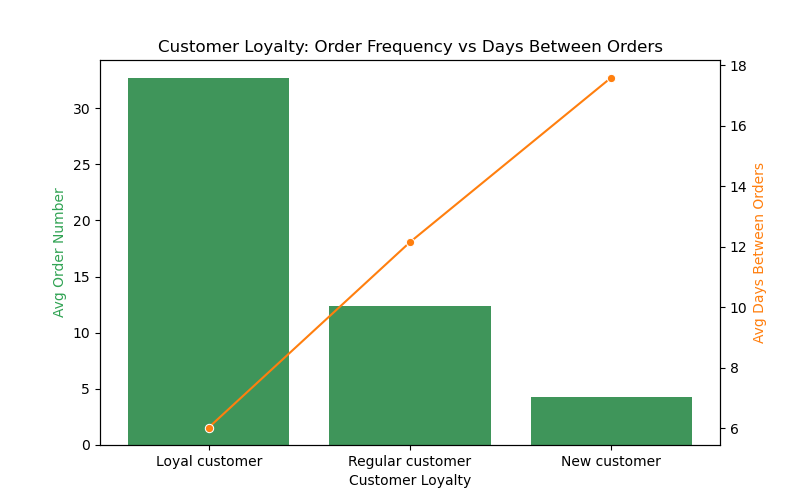 Customer Loyalty: Order Frequency vs Days Between Orders
Avg Order Number
30
25
20
15
10
5
0
18
16
14
12
10
8
6
Avg Days Between Orders
Loyal customer
Regular customer
New customer
Customer Loyalty